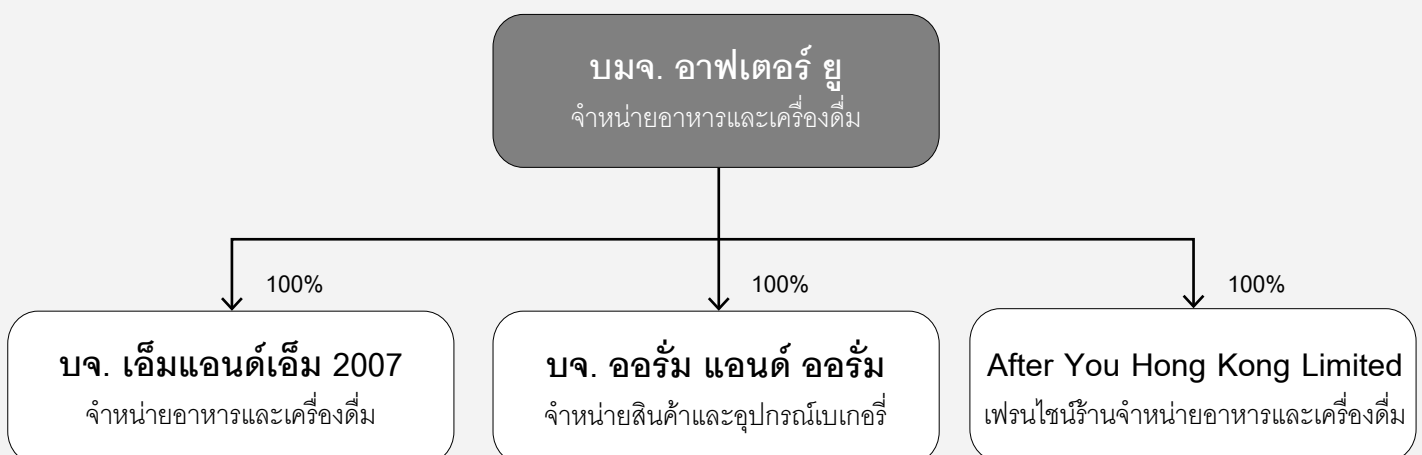 บมจ. อาฟเตอร์ ยู
จำหน่ายอาหารและเครื่องดื่ม
100%
100%
100%
บจ. เอ็มแอนด์เอ็ม 2007
จำหน่ายอาหารและเครื่องดื่ม
บจ. ออรั่ม แอนด์ ออรั่ม
จำหน่ายสินค้าและอุปกรณ์เบเกอรี่
After You Hong Kong Limited
เฟรนไชน์ร้านจำหน่ายอาหารและเครื่องดื่ม